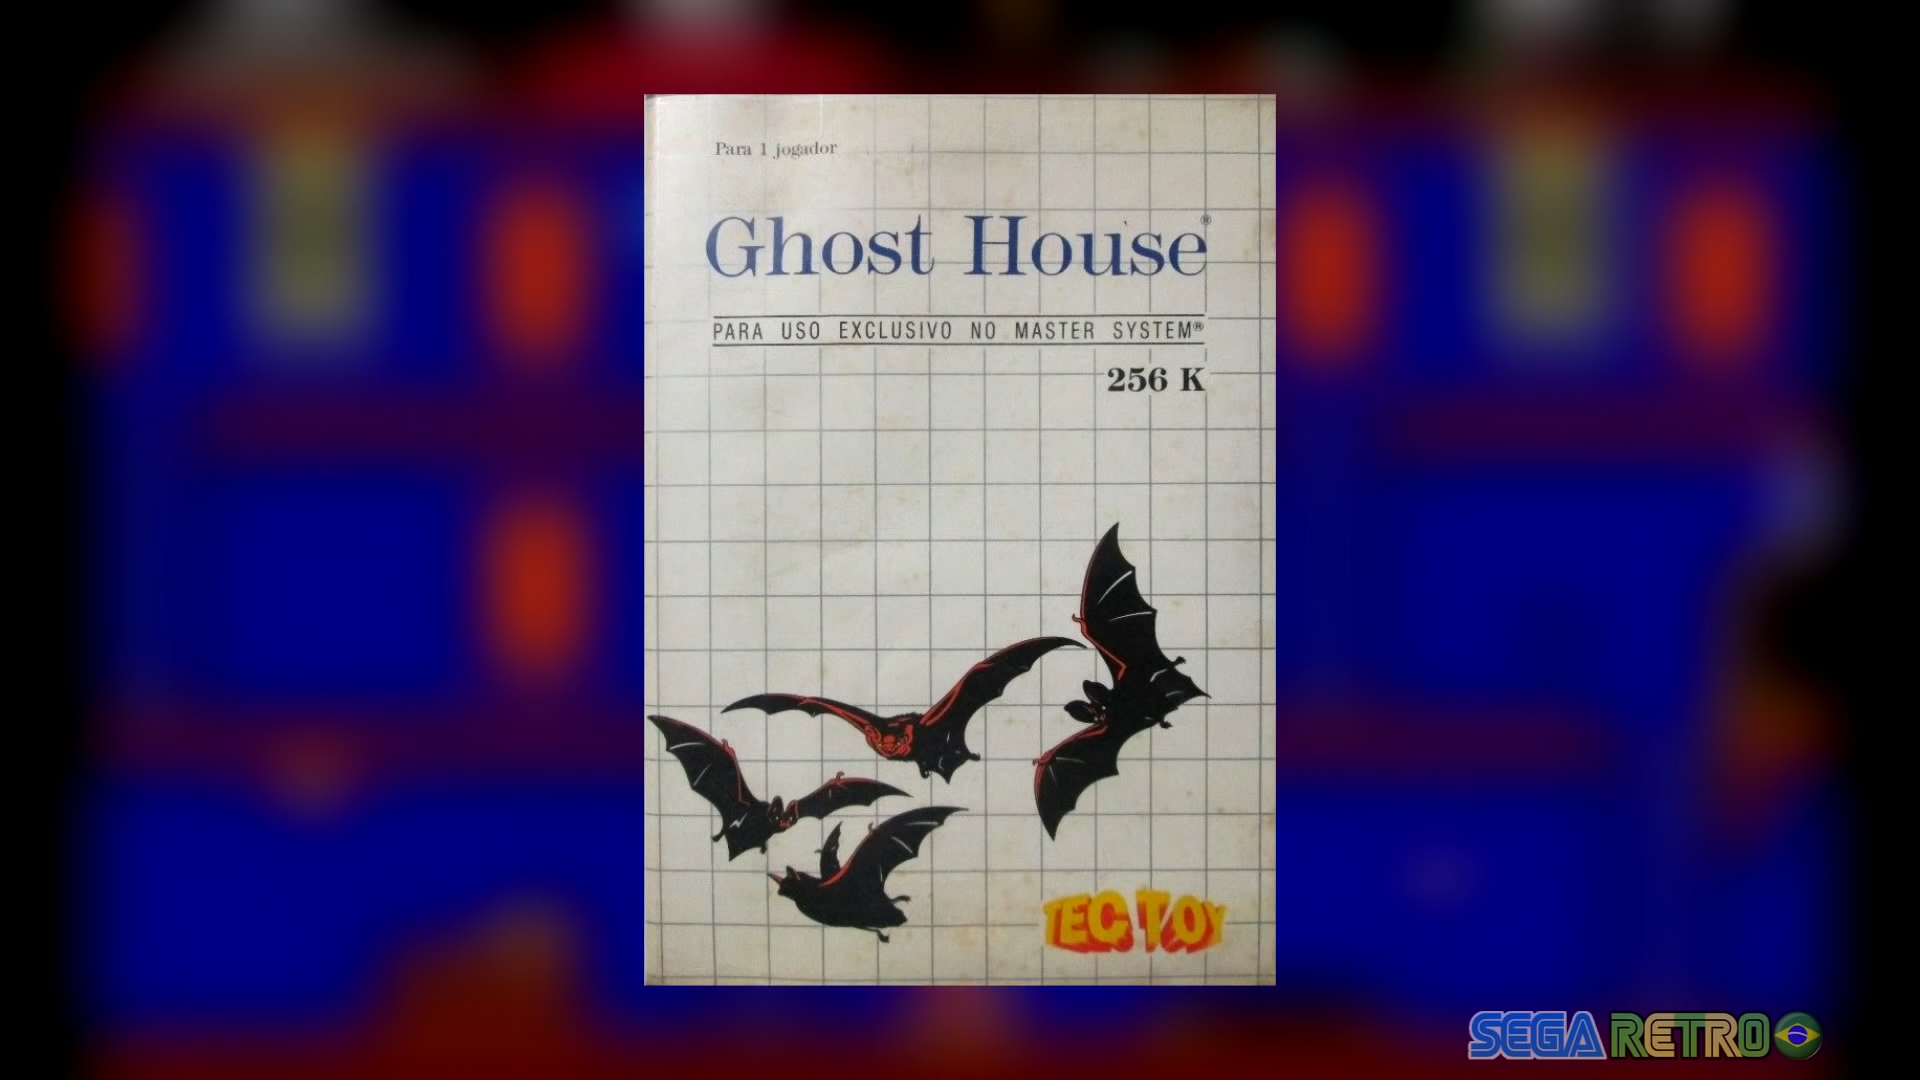 Para 1 jogador
Ghost House®
PARA USO EXCLUSIVO NO MASTER SYSTEM®
256 K
TEC TOY
SEGA RETRO